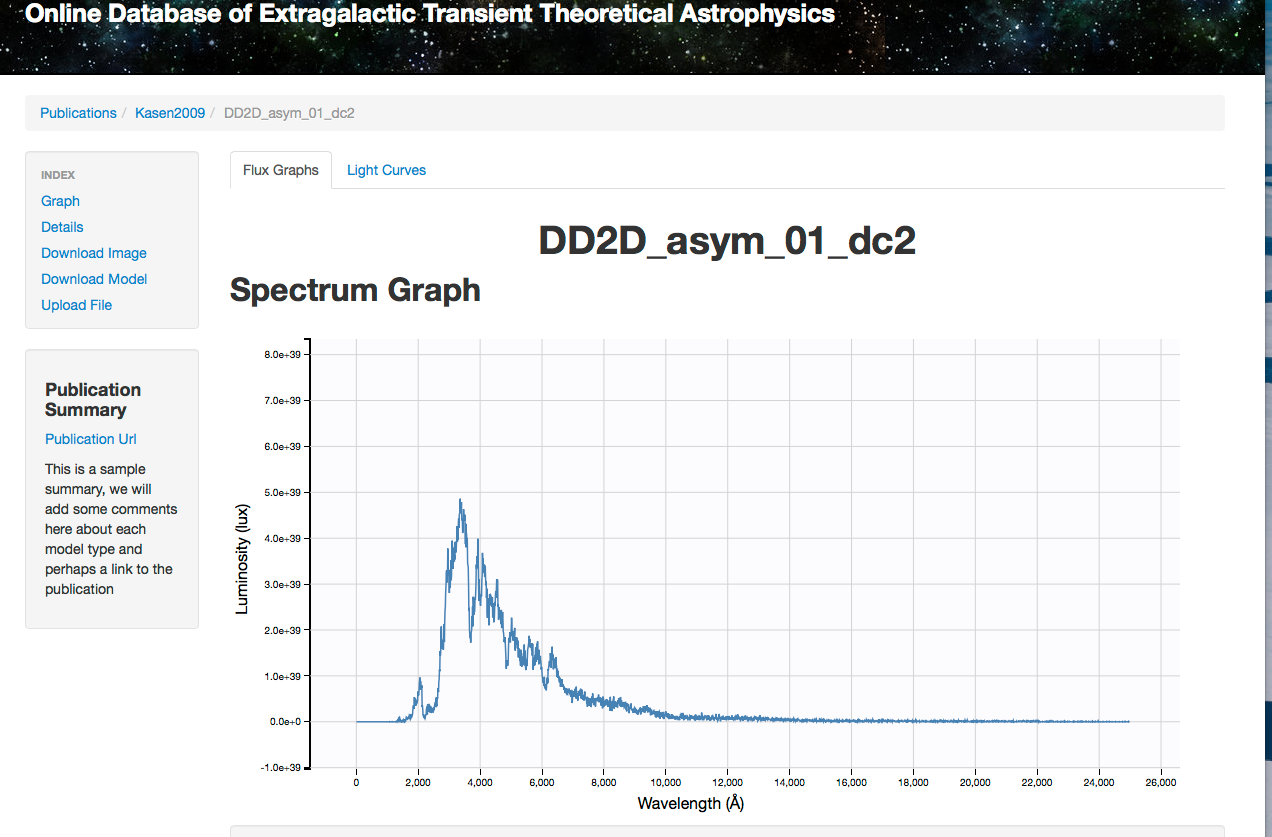 Online Database of Extragalactic Transient Theoretical Astrophysics
Publications / Kasen2009 / DD2D_asym_01_dc2
INDEX
Graph
Details
Download Image
Download Model
Upload File
Publication
Summary
Publication Url
This is a sample
summary, we will
add some comments
here about each
model type and
perhaps a link to the
publication
Flux Graphs
Light Curves
DD2D_asym_01_dc2
Spectrum Graph
Luminosity (lux)
8.0e+39
7.0e+39
6.0e+39
5.0e+39
4.0e+39
3.0e+39
2.0e+39
1.0e+39
0.0e+0
-1.0e+39
0 2,000 4,000 6,000 8,000 10,000 12,000 14,000 16,000 18,000 20,000 22,000 24,000 26,000
Wavelength (Å)